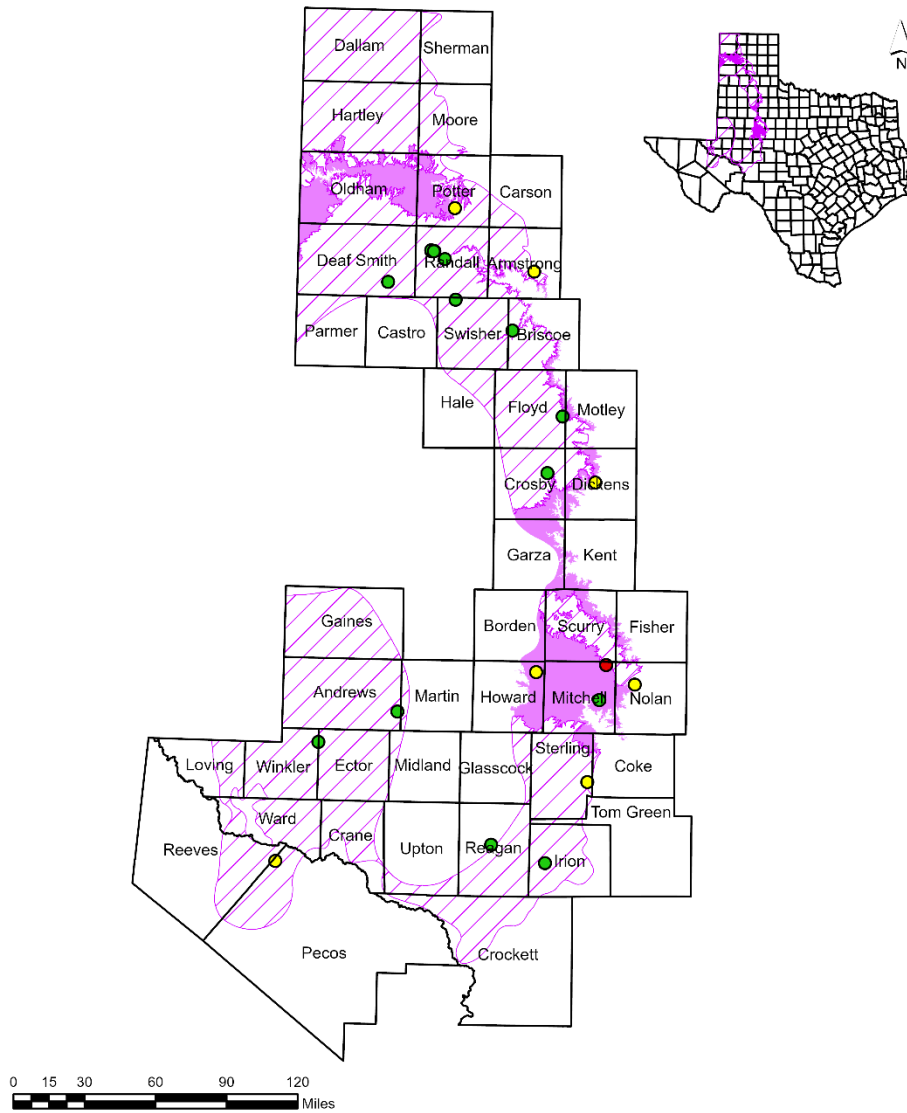 Dallam Sherman
Hartley Moore
Oldham Potter Carson
N
Deaf Smith Randall Armstrong
Parmer Castro Swisher Briscoe
Hale Floyd Motley
Crosby Dickens
Garza Kent
Gaines Borden Scurry Fisher
Andrews Martin Howard Mitchell Nolan
Loving Winkler Ector Midland Glasscock Sterling Coke
Ward Tom Green
Reeves Crane Upton Reagan Irion
Pecos Crockett
0 15 30 60 90 120
Miles